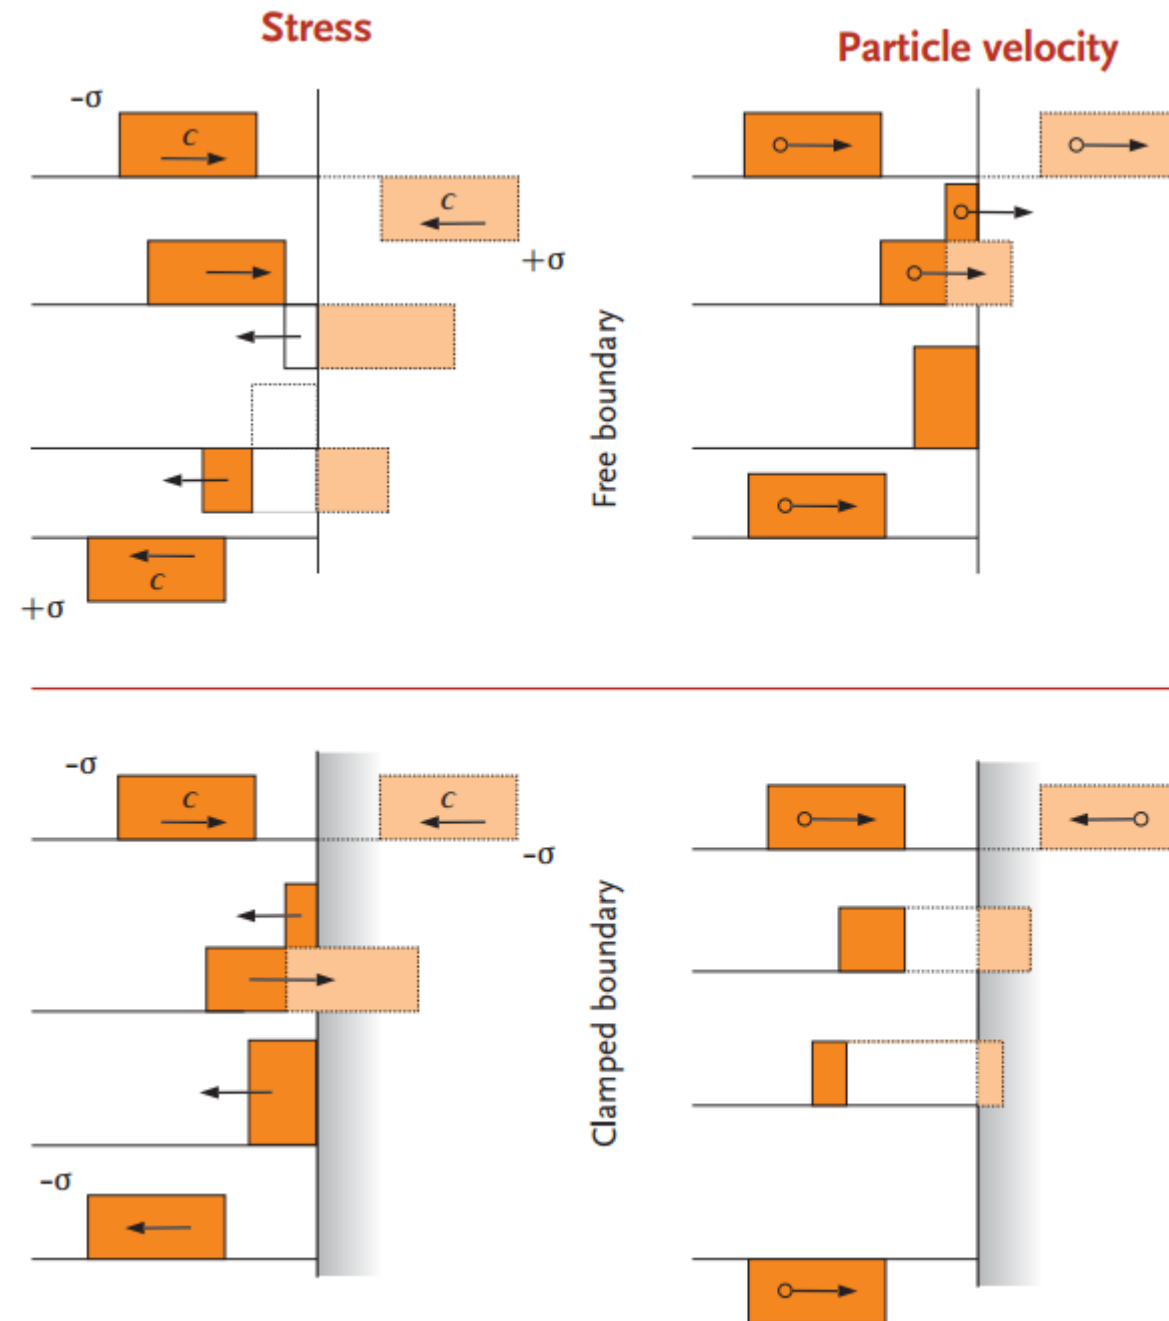 Stress
Particle velocity
-σ
c
c
+σ
Free boundary
c
+σ
-σ
c
c
-σ
Clamped boundary
-σ